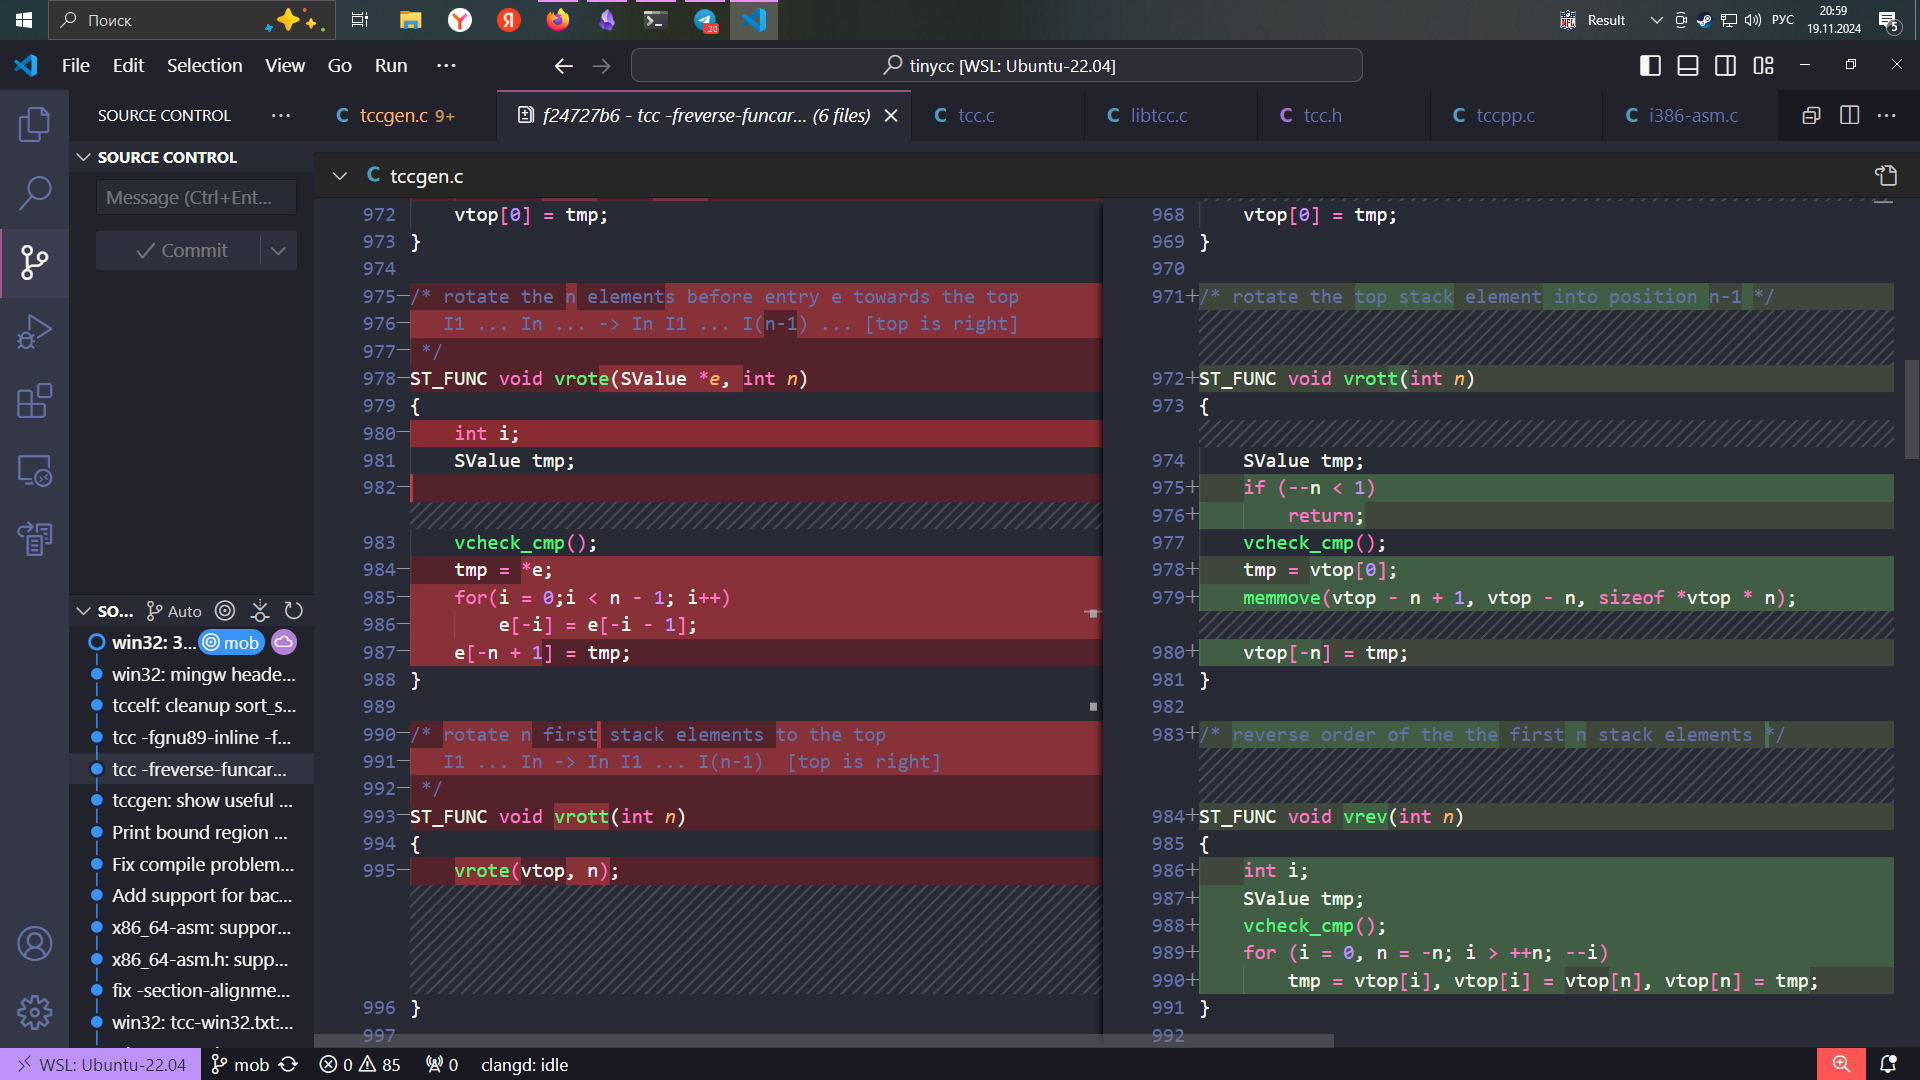 Поиск
.20
Result
РУС
20:59
19.11.2024
5
File Edit Selection View Go Run ...
tinycc [WSL: Ubuntu-22.04]
SOURCE CONTROL ...
C tccgen.c 9+
f24727b6 - tcc -freverse-funcar... (6 files)
C tcc.c
C libtcc.c
C tcc.h
C tccpp.c
C i386-asm.c
SOURCE CONTROL
Message (Ctrl+Ent...
Commit
SO... Auto
win32: 3... mob
win32: mingw heade...
tccelf: cleanup sort_s...
tcc -fgnu89-inline -f...
tcc -freverse-funcar...
tccgen: show useful ...
Print bound region ...
Fix compile problem...
Add support for bac...
x86_64-asm: suppor...
x86_64-asm.h: supp...
fix -section-alignme...
win32: tcc-win32.txt:...
C tccgen.c
972 vtop[0] = tmp;
973 }
974
975— /* rotate the n elements before entry e towards the top
976— I1 ... In ... -> In I1 ... I(n-1) ... [top is right]
977— */
978— ST_FUNC void vrote(SValue *e, int n)
979 {
980— int i;
981 SValue tmp;
982—
983 vcheck_cmp();
984— tmp = *e;
985— for(i = 0;i < n - 1; i++)
986— e[-i] = e[-i - 1];
987— e[-n + 1] = tmp;
988 }
989
990— /* rotate n first stack elements to the top
991— I1 ... In -> In I1 ... I(n-1)  [top is right]
992— */
993— ST_FUNC void vrott(int n)
994 {
995— vrote(vtop, n);
996 }
997
968 vtop[0] = tmp;
969 }
970
971+ /* rotate the top stack element into position n-1 */
972+ ST_FUNC void vrott(int n)
973 {
974 SValue tmp;
975+ if (--n < 1)
976+ return;
977 vcheck_cmp();
978+ tmp = vtop[0];
979+ memmove(vtop - n + 1, vtop - n, sizeof *vtop * n);
980+ vtop[-n] = tmp;
981 }
982
983+ /* reverse order of the the first n stack elements */
984+ ST_FUNC void vrev(int n)
985 {
986+ int i;
987+ SValue tmp;
988+ vcheck_cmp();
989+ for (i = 0, n = -n; i > ++n; --i)
990+ tmp = vtop[i], vtop[i] = vtop[n], vtop[n] = tmp;
991 }
992
WSL: Ubuntu-22.04 mob 0 85 0 clangd: idle